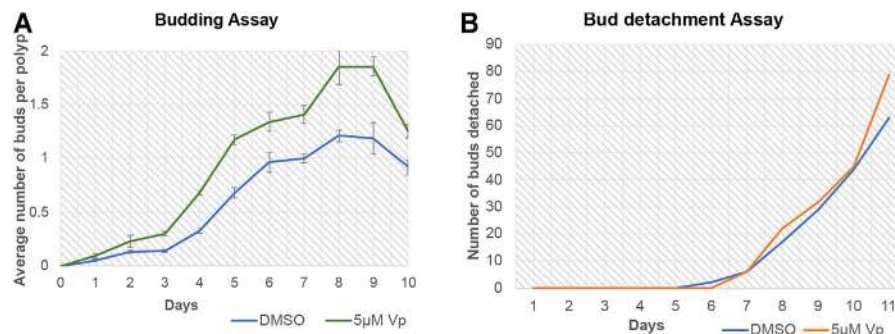 A
Budding Assay
Average number of buds per polyp
2
1.5
1
0.5
0
0 1 2 3 4 5 6 7 8 9 10
Days
DMSO 5µM Vp
B
Bud detachment Assay
Number of buds detached
90
80
70
60
50
40
30
20
10
0
1 2 3 4 5 6 7 8 9 10 11
Days
DMSO 5µM Vp